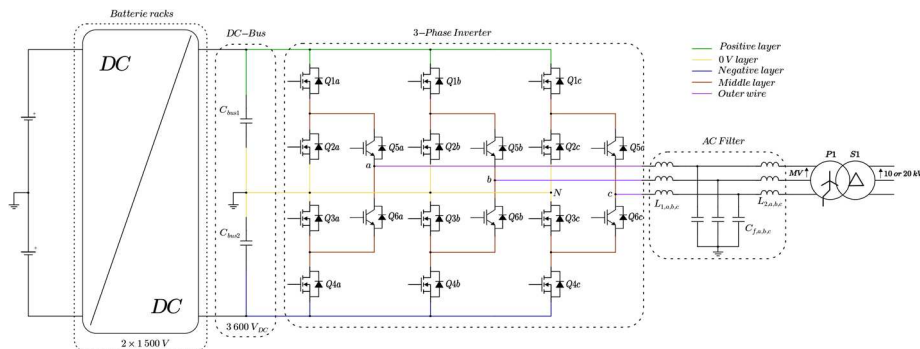 Batterie racks
DC
DC
2 × 1 500 V
DC-Bus
C_bus1
C_bus2
3 600 V_DC
3-Phase Inverter
Q1a
Q1b
Q1c
Q2a
Q5a
Q2b
Q5b
Q2c
Q5a
a
b
N
c
Q3a
Q6a
Q3b
Q6b
Q3c
Q6c
Q4a
Q4b
Q4c
Positive layer
0 V layer
Negative layer
Middle layer
Outer wire
AC Filter
L_1,a,b,c
L_2,a,b,c
C_f,a,b,c
P1
S1
MV
10 or 20 kV